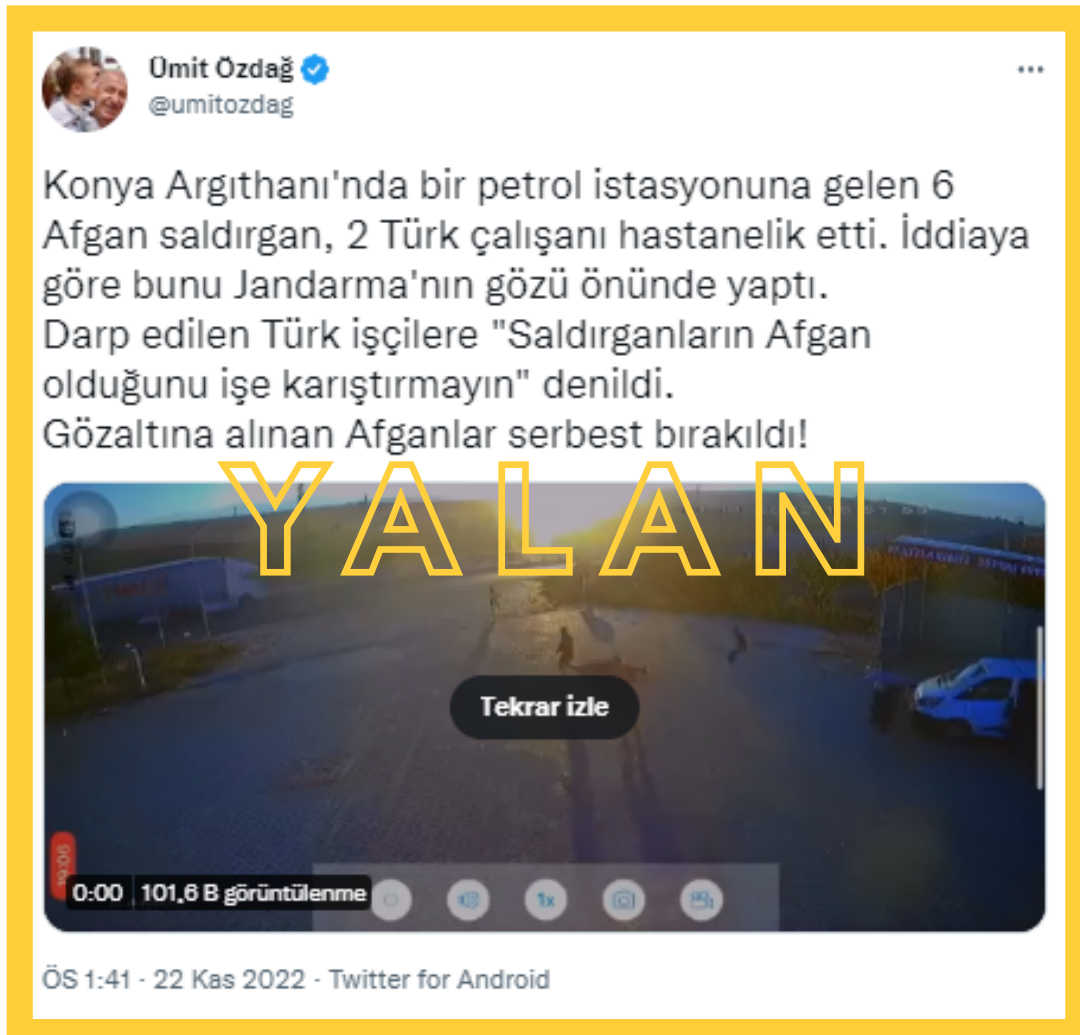 Ümit Özdağ
@umitozdag
Konya Argıthanı'nda bir petrol istasyonuna gelen 6
Afgan saldırgan, 2 Türk çalışanı hastanelik etti. İddiaya
göre bunu Jandarma'nın gözü önünde yaptı.
Darp edilen Türk işçilere "Saldırganların Afgan
olduğunu işe karıştırmayın" denildi.
Gözaltına alınan Afganlar serbest bırakıldı!
YALAN
Tekrar izle
0:00 101,6 B görüntülenme
1x
ÖS 1:41 · 22 Kas 2022 · Twitter for Android